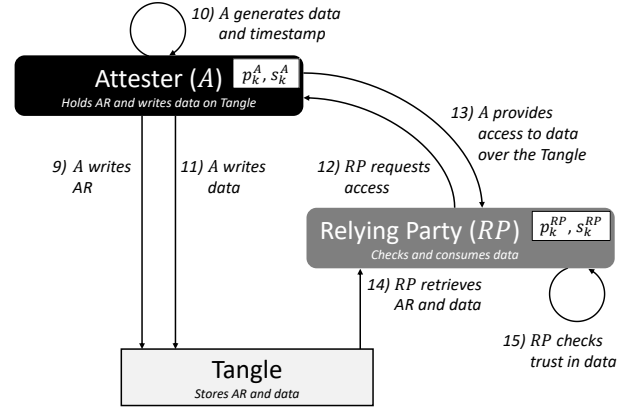 10) A generates data
and timestamp
Attester (A)
p_k^A, s_k^A
Holds AR and writes data on Tangle
13) A provides
access to data
over the Tangle
9) A writes
AR
11) A writes
data
12) RP requests
access
Relying Party (RP)
p_k^RP, s_k^RP
Checks and consumes data
14) RP retrieves
AR and data
15) RP checks
trust in data
Tangle
Stores AR and data